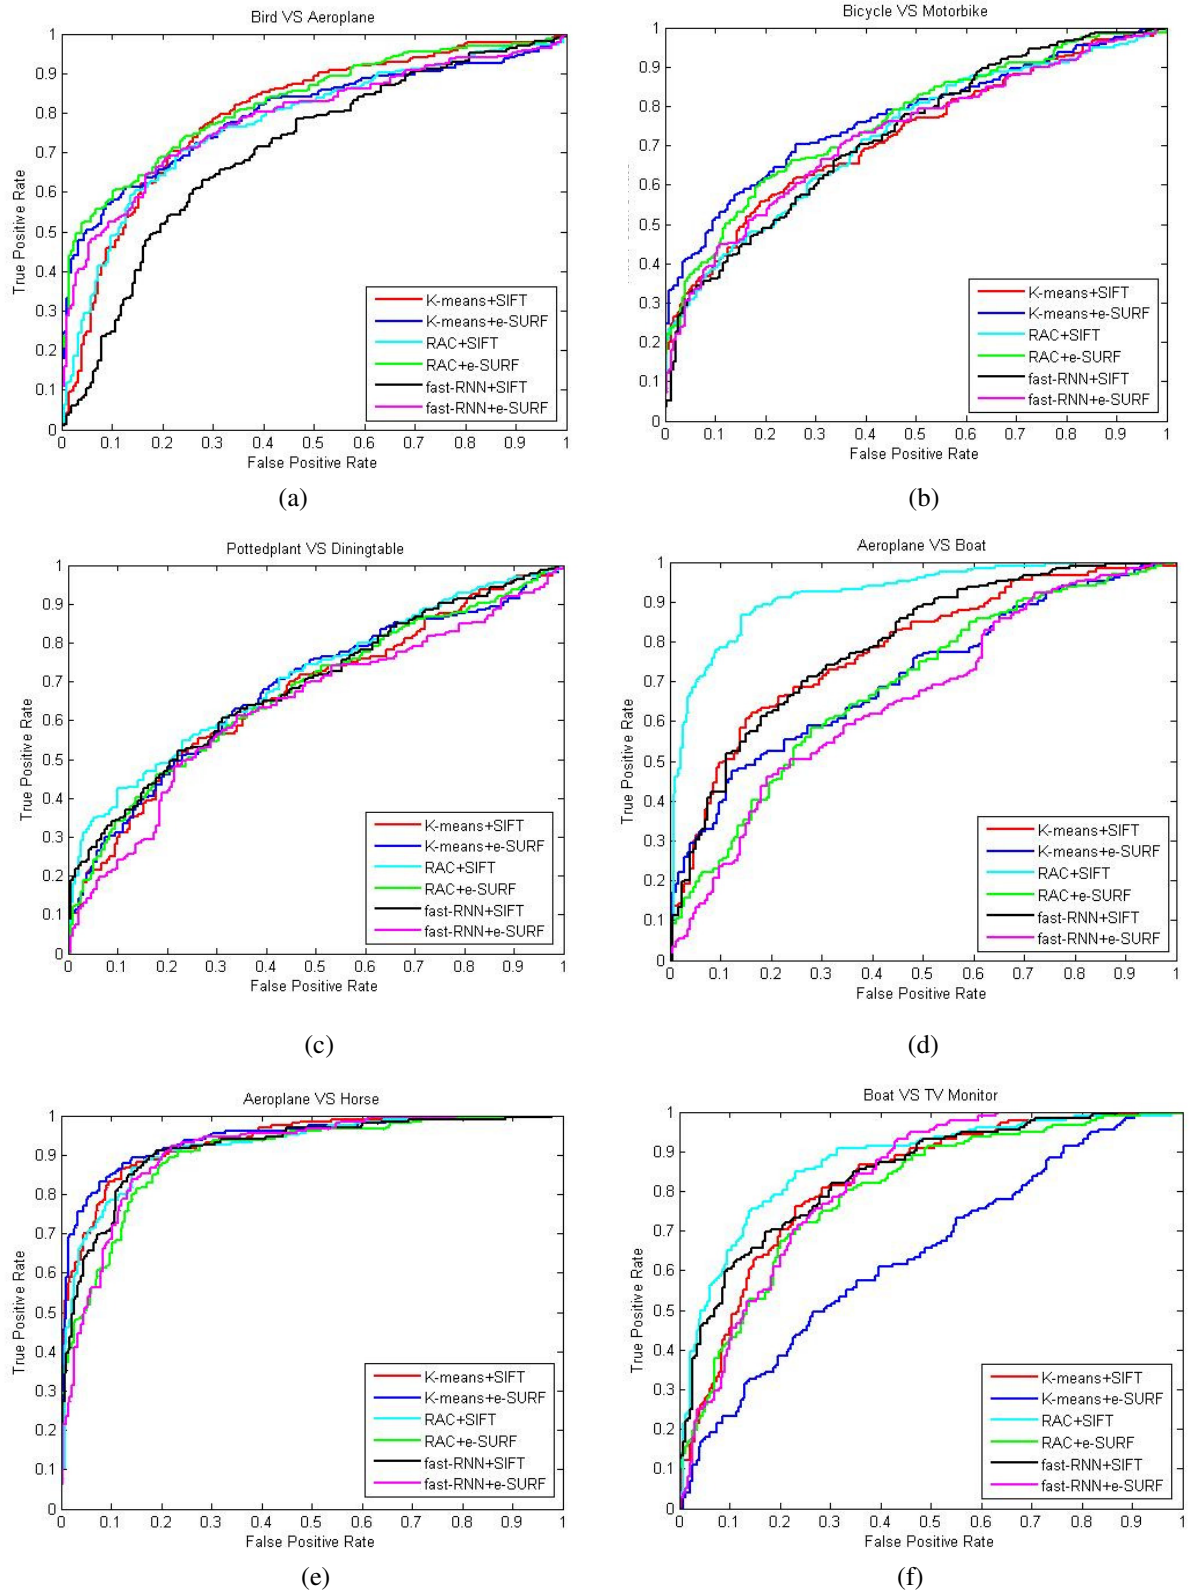 Bird VS Aeroplane
1
0.9
0.8
0.7
0.6
0.5
0.4
0.3
0.2
0.1
0
True Positive Rate
K-means+SIFT
K-means+e-SURF
RAC+SIFT
RAC+e-SURF
fast-RNN+SIFT
fast-RNN+e-SURF
0 0.1 0.2 0.3 0.4 0.5 0.6 0.7 0.8 0.9 1
False Positive Rate
(a)
Bicycle VS Motorbike
1
0.9
0.8
0.7
0.6
0.5
0.4
0.3
0.2
0.1
0
K-means+SIFT
K-means+e-SURF
RAC+SIFT
RAC+e-SURF
fast-RNN+SIFT
fast-RNN+e-SURF
0 0.1 0.2 0.3 0.4 0.5 0.6 0.7 0.8 0.9 1
False Positive Rate
(b)
Pottedplant VS Diningtable
1
0.9
0.8
0.7
0.6
0.5
0.4
0.3
0.2
0.1
0
True Positive Rate
K-means+SIFT
K-means+e-SURF
RAC+SIFT
RAC+e-SURF
fast-RNN+SIFT
fast-RNN+e-SURF
0 0.1 0.2 0.3 0.4 0.5 0.6 0.7 0.8 0.9 1
False Positive Rate
(c)
Aeroplane VS Boat
1
0.9
0.8
0.7
0.6
0.5
0.4
0.3
0.2
0.1
0
True Positive Rate
K-means+SIFT
K-means+e-SURF
RAC+SIFT
RAC+e-SURF
fast-RNN+SIFT
fast-RNN+e-SURF
0 0.1 0.2 0.3 0.4 0.5 0.6 0.7 0.8 0.9 1
False Positive Rate
(d)
Aeroplane VS Horse
1
0.9
0.8
0.7
0.6
0.5
0.4
0.3
0.2
0.1
0
True Positive Rate
K-means+SIFT
K-means+e-SURF
RAC+SIFT
RAC+e-SURF
fast-RNN+SIFT
fast-RNN+e-SURF
0 0.1 0.2 0.3 0.4 0.5 0.6 0.7 0.8 0.9 1
False Positive Rate
(e)
Boat VS TV Monitor
1
0.9
0.8
0.7
0.6
0.5
0.4
0.3
0.2
0.1
0
True Positive Rate
K-means+SIFT
K-means+e-SURF
RAC+SIFT
RAC+e-SURF
fast-RNN+SIFT
fast-RNN+e-SURF
0 0.1 0.2 0.3 0.4 0.5 0.6 0.7 0.8 0.9 1
False Positive Rate
(f)